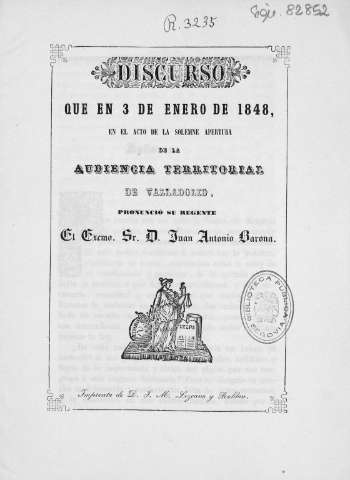 R.3235
DISCURSO
QUE EN 3 DE ENERO DE 1848,
EN EL ACTO DE LA SOLEMNE APERTURA
DE LA
AUDIENCIA TERRITORIAL
DE VALLADOLID,
PRONUNCIÓ SU REGENTE
El Excmo. Sr. D. Juan Antonio Barona.
BIBLIOTECA PUBLICA
SEGOVIA
Imprenta de D. J. M. Lezcano y Roldan.